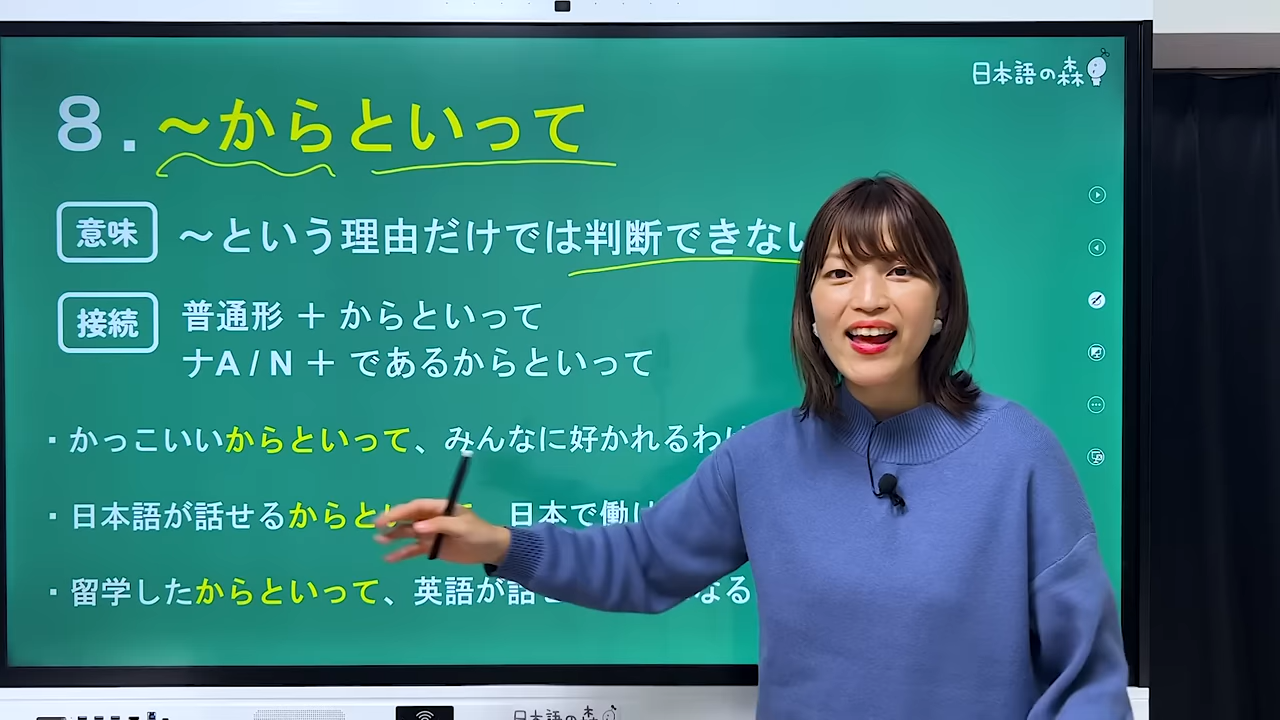 日本語の森
8.〜からといって
意味 〜という理由だけでは判断できない
接続 普通形 + からといって
ナA / N + であるからといって
・かっこいいからといって、みんなに好かれるわけ
・日本語が話せるからと 日本で働け
・留学したからといって、英語が話 なる
日本語の森